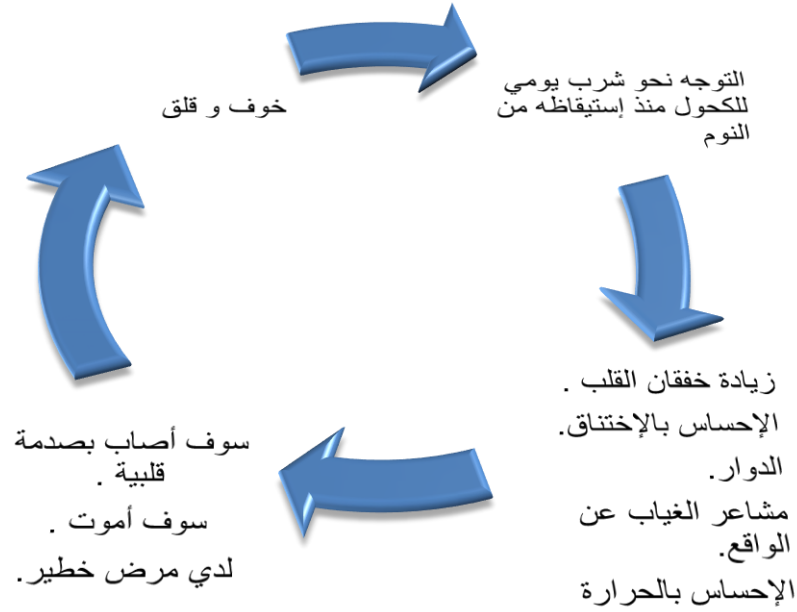 خوف و قلق
التوجه نحو شرب يومي
للكحول منذ إستيقاظه من
النوم
زيادة خفقان القلب .
الإحساس بالإختناق.
الدوار.
مشاعر الغياب عن
الواقع.
الإحساس بالحرارة
سوف أصاب بصدمة
قلبية .
سوف أموت .
لدي مرض خطير.